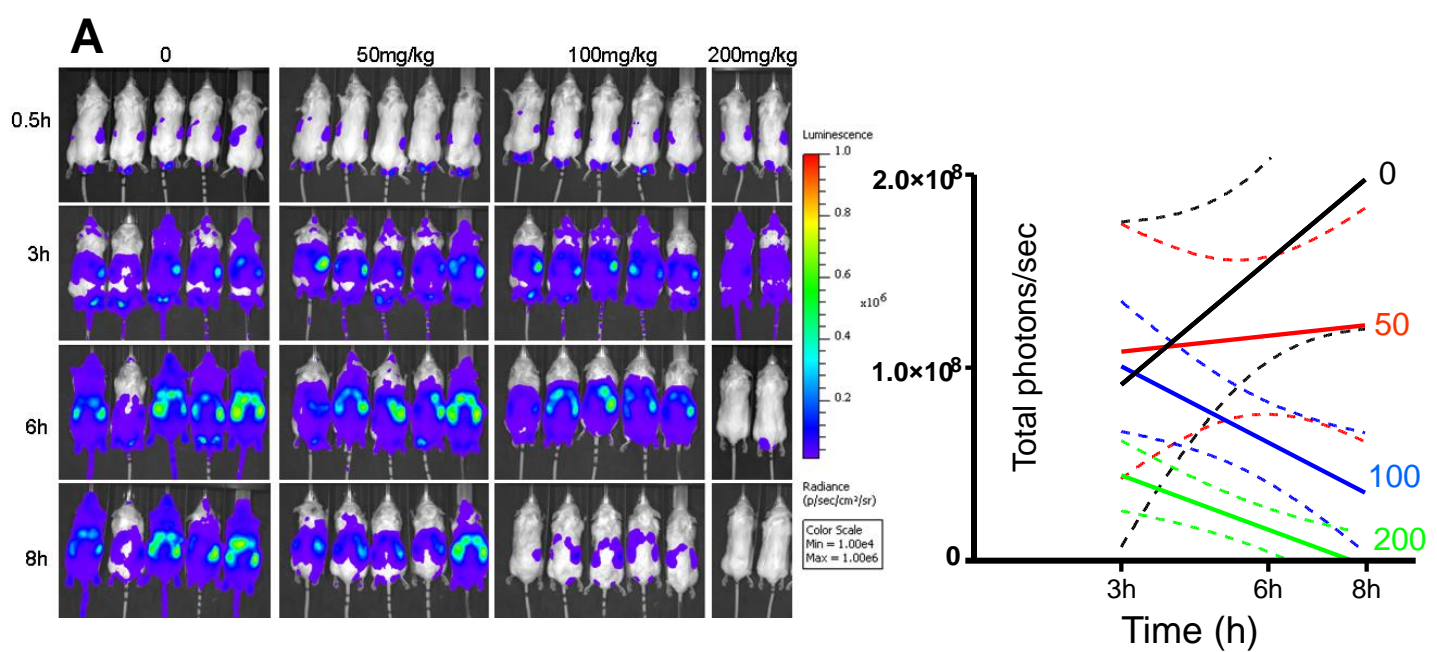 A
0 50mg/kg 100mg/kg 200mg/kg
0.5h
3h
6h
8h
Luminescence
1.0
0.8
0.6
x10⁶
0.4
0.2
Radiance
(p/sec/cm²/sr)
Color Scale
Min = 1.00e4
Max = 1.00e6
Total photons/sec
2.0×10⁸
1.0×10⁸
0
0
50
100
200
3h 6h 8h
Time (h)